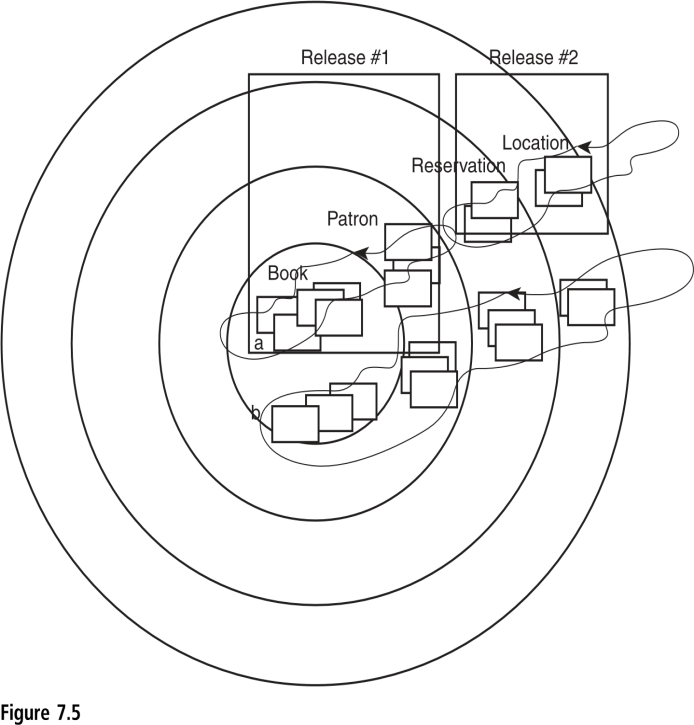 Release #1
Release #2
Location
Reservation
Patron
Book
a
b
Figure 7.5